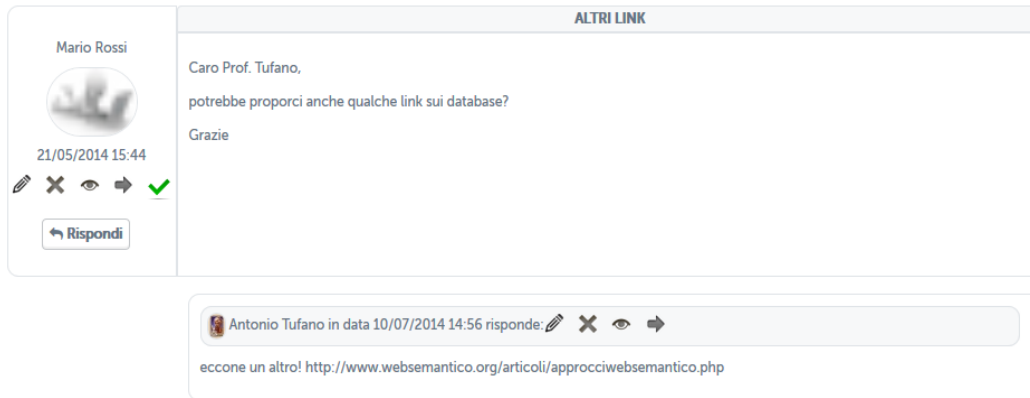 ALTRI LINK
Mario Rossi
21/05/2014 15:44
Rispondi
Caro Prof. Tufano,
potrebbe proporci anche qualche link sui database?
Grazie
Antonio Tufano in data 10/07/2014 14:56 risponde:
eccone un altro! http://www.websemantico.org/articoli/approcciwebsemantico.php